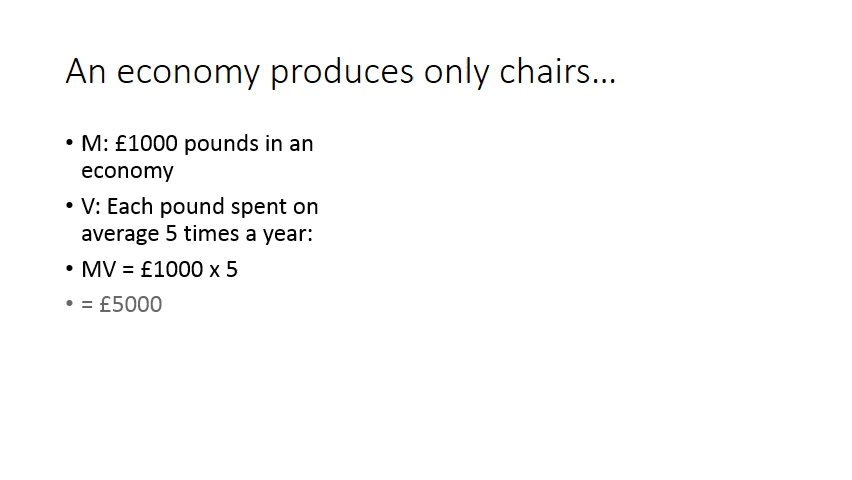 An economy produces only chairs…
• M: £1000 pounds in an
economy
• V: Each pound spent on
average 5 times a year:
• MV = £1000 x 5
• = £5000